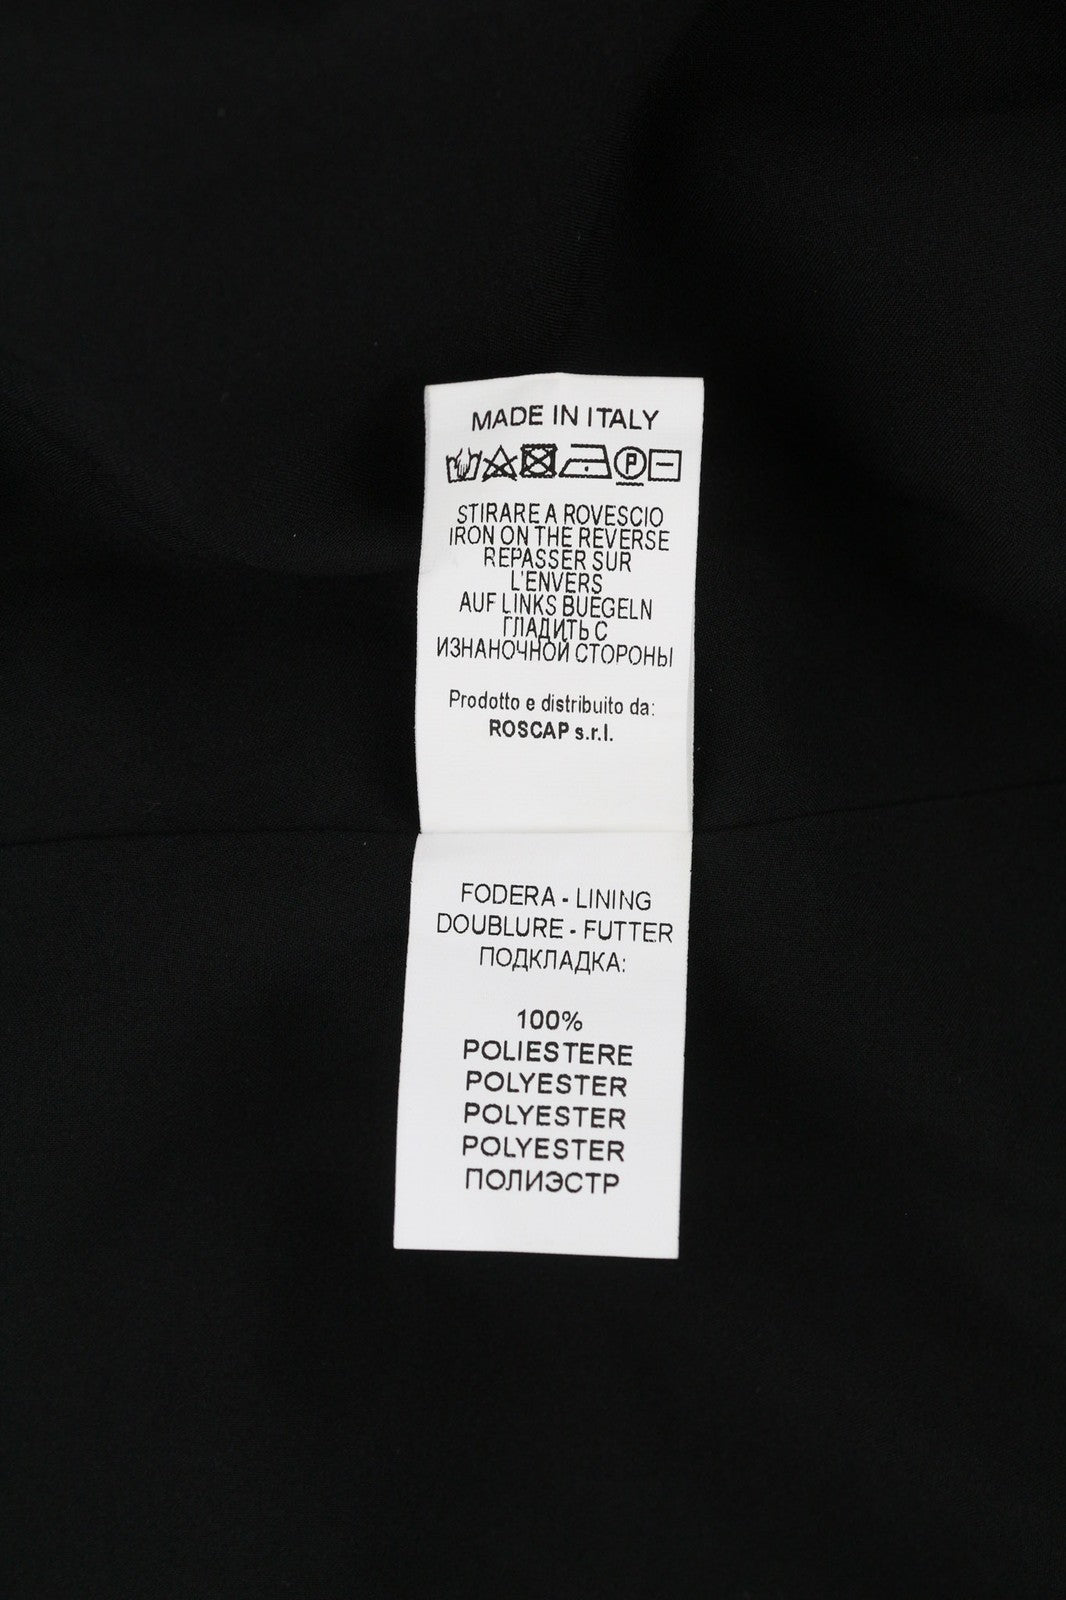 MADE IN ITALY
P
STIRARE A ROVESCIO
IRON ON THE REVERSE
REPASSER SUR
L'ENVERS
AUF LINKS BUEGELN
ГЛАДИТЬ С
ИЗНАНОЧНОЙ СТОРОНЫ
Prodotto e distribuito da:
ROSCAP s.r.l.
FODERA - LINING
DOUBLURE - FUTTER
ПОДКЛАДКА:
100%
POLIESTERE
POLYESTER
POLYESTER
POLYESTER
ПОЛИЭСТР